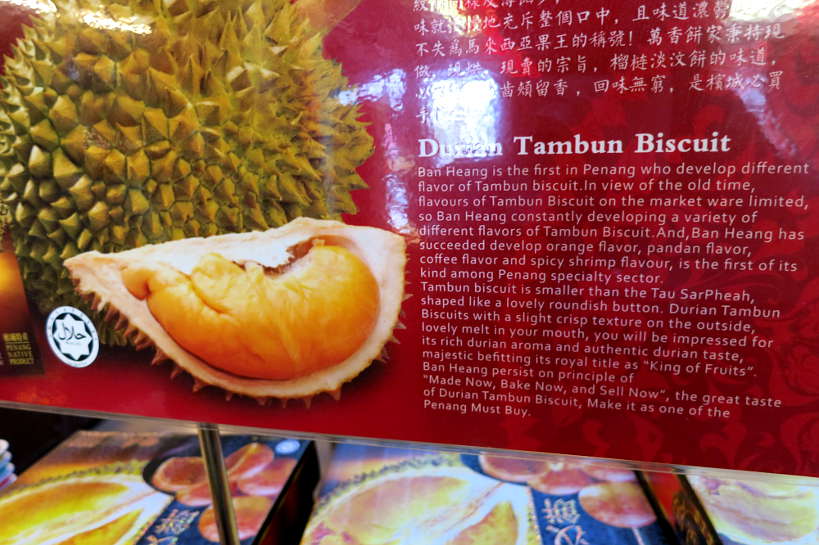 味就 地充斥整個口中，且味道濃
不失為馬來西亞果王的稱號！萬香餅家秉持現
做，現烘，現賣的宗旨，榴槤淡汶餅的味道，
齒頰留香，回味無窮，是檳城必買
Durian Tambun Biscuit
Ban Heang is the first in Penang who develop different
flavor of Tambun biscuit.In view of the old time,
flavours of Tambun Biscuit on the market ware limited,
so Ban Heang constantly developing a variety of
different flavors of Tambun Biscuit.And,Ban Heang has
succeeded develop orange flavor, pandan flavor,
coffee flavor and spicy shrimp flavour, is the first of its
kind among Penang specialty sector.
Tambun biscuit is smaller than the Tau SarPheah,
shaped like a lovely roundish button. Durian Tambun
Biscuits with a slight crisp texture on the outside,
lovely melt in your mouth, you will be impressed for
its rich durian aroma and authentic durian taste,
majestic befitting its royal title as "King of Fruits".
Ban Heang persist on principle of
"Made Now, Bake Now, and Sell Now", the great taste
of Durian Tambun Biscuit, Make it as one of the
Penang Must Buy.
حلال
PENANG
NATIVE
PRODUCT